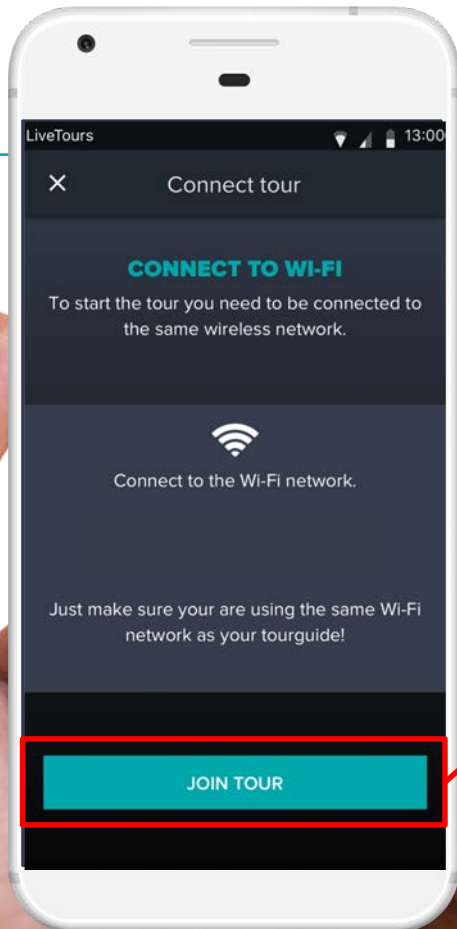 LiveTours 13:00
Connect tour
CONNECT TO WI-FI
To start the tour you need to be connected to
the same wireless network.
Connect to the Wi-Fi network.
Just make sure your are using the same Wi-Fi
network as your tourguide!
JOIN TOUR